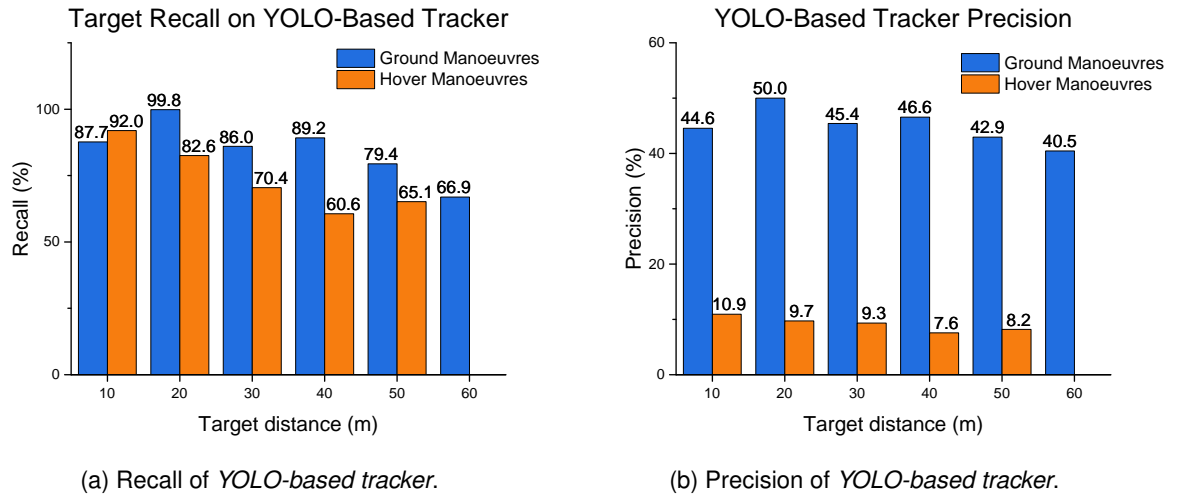 Target Recall on YOLO-Based Tracker
Ground Manoeuvres
Hover Manoeuvres
100
50
0
Recall (%)
87.7
92.0
99.8
82.6
86.0
70.4
89.2
60.6
79.4
65.1
66.9
10 20 30 40 50 60
Target distance (m)
(a) Recall of YOLO-based tracker.
YOLO-Based Tracker Precision
Ground Manoeuvres
Hover Manoeuvres
60
40
20
0
Precision (%)
44.6
10.9
50.0
9.7
45.4
9.3
46.6
7.6
42.9
8.2
40.5
10 20 30 40 50 60
Target distance (m)
(b) Precision of YOLO-based tracker.